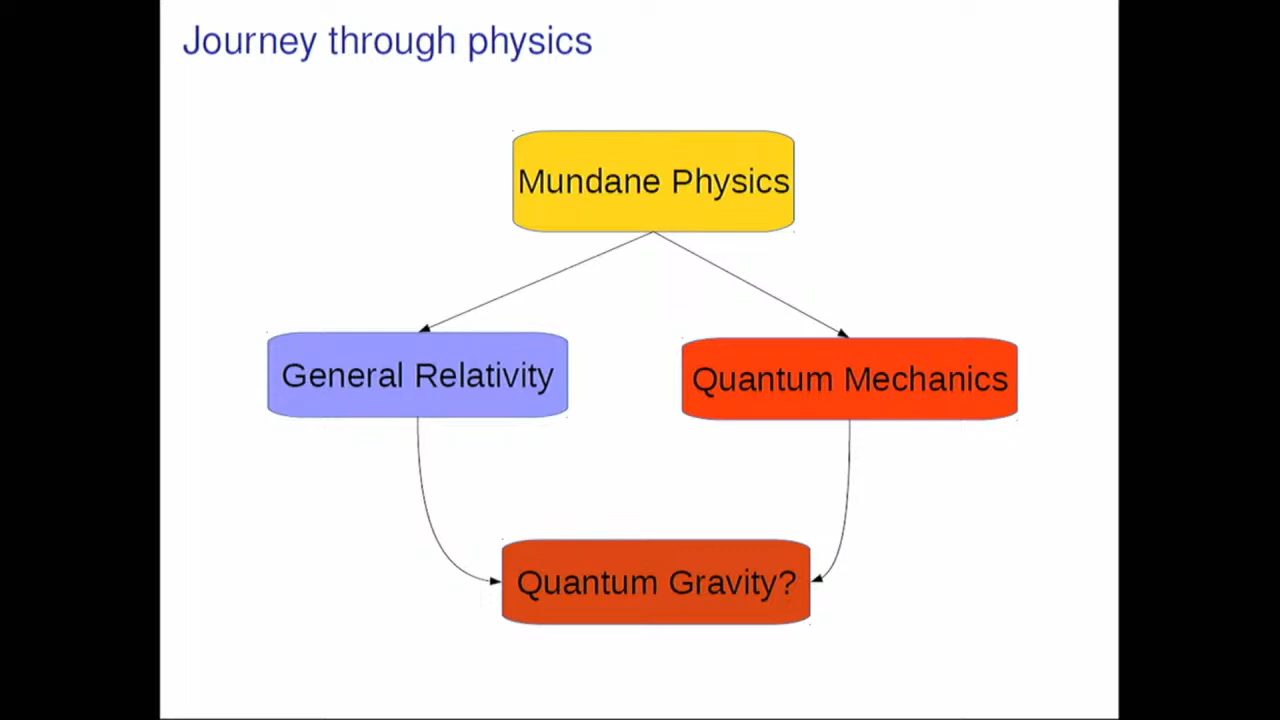 Journey through physics
Mundane Physics
General Relativity
Quantum Mechanics
Quantum Gravity?